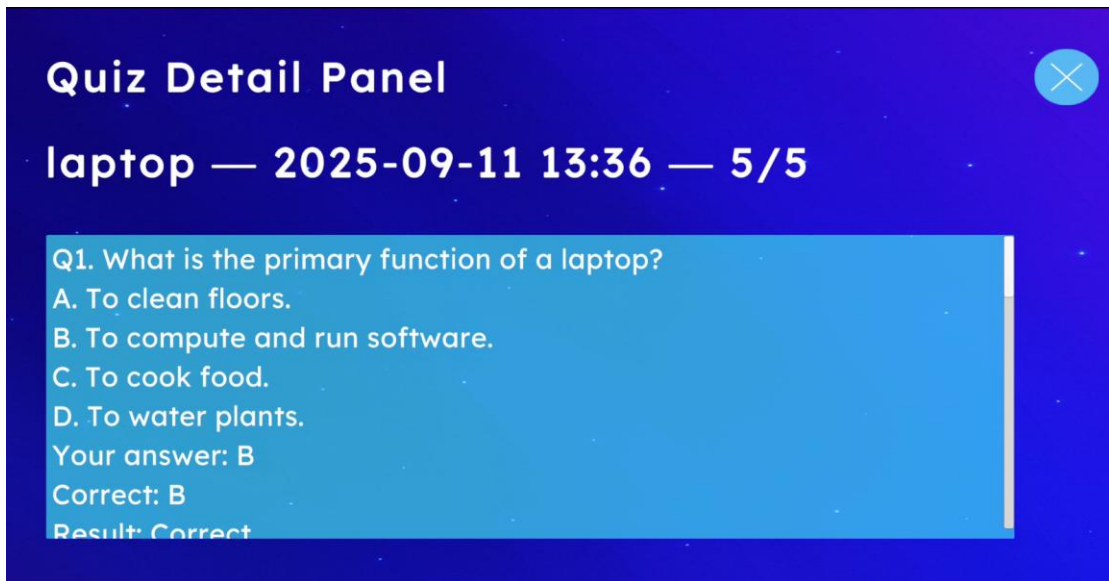 Quiz Detail Panel
laptop — 2025-09-11 13:36 — 5/5
Q1. What is the primary function of a laptop?
A. To clean floors.
B. To compute and run software.
C. To cook food.
D. To water plants.
Your answer: B
Correct: B
Result: Correct